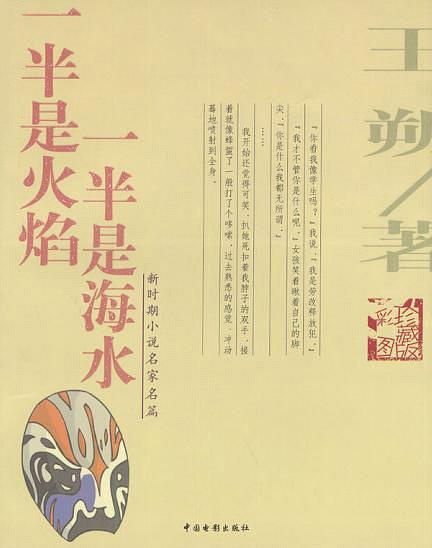 一半是火焰
一半是海水
新时期小说名家名篇
王朔/著
珍藏版
彩图
“你看我像学生吗？”我说，“我是劳改释放犯。”
“我才不管你是什么呢。”女孩笑着瞅着自己的脚
尖、“你是什么我都无所谓。”
……
我开始还觉得可笑，扒她死扣着我脖子的双手，接
着就像蜂蜇了一般打了个哆嗦，过去熟悉的感觉、冲动
蓦地喷射到全身。
中国电影出版社